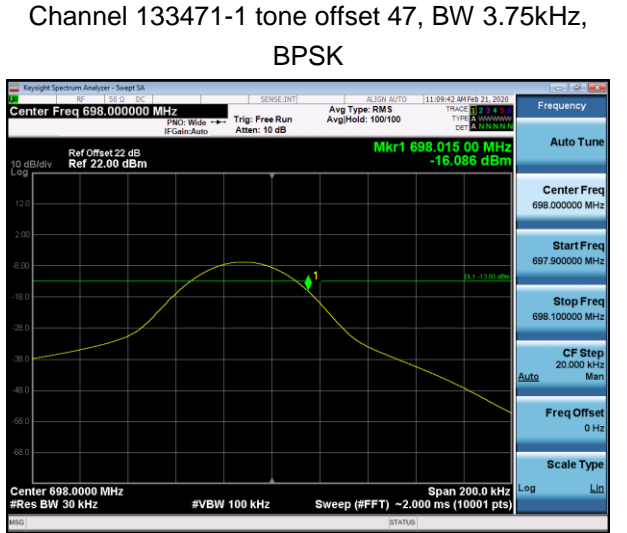 Channel 133471-1 tone offset 47, BW 3.75kHz,
BPSK
Keysight Spectrum Analyzer - Swept SA
RF 50 Ω DC SENSE:INT ALIGN AUTO 11:09:42 AM Feb 21, 2020
Center Freq 698.000000 MHz
PNO: Wide
IFGain:Auto
Trig: Free Run
Atten: 10 dB
Avg Type: RMS
Avg|Hold: 100/100
TRACE 1 2 3 4 5 6
TYPE A WWWWW
DET A N N N N N
Frequency
Auto Tune
Center Freq
698.000000 MHz
Start Freq
697.900000 MHz
Stop Freq
698.100000 MHz
CF Step
20.000 kHz
Auto Man
Freq Offset
0 Hz
Scale Type
Log Lin
Mkr1 698.015 00 MHz
-16.086 dBm
Ref Offset 22 dB
10 dB/div Ref 22.00 dBm
Log
12.0
2.00
-8.00
-18.0
-28.0
-38.0
-48.0
-58.0
-68.0
1
DL1 -13.00 dBm
Center 698.0000 MHz Span 200.0 kHz
#Res BW 30 kHz #VBW 100 kHz Sweep (#FFT) ~2.000 ms (10001 pts)
MSG STATUS